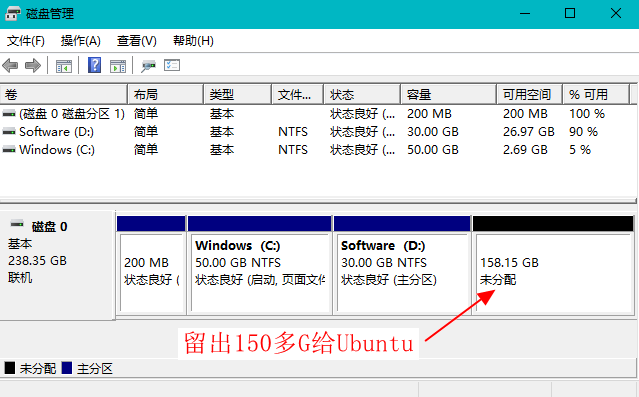 磁盘管理
文件(F) 操作(A) 查看(V) 帮助(H)
卷 布局 类型 文件... 状态 容量 可用空间 % 可用
(磁盘 0 磁盘分区 1) 简单 基本 状态良好 (... 200 MB 200 MB 100 %
Software (D:) 简单 基本 NTFS 状态良好 (... 30.00 GB 26.97 GB 90 %
Windows (C:) 简单 基本 NTFS 状态良好 (... 50.00 GB 2.69 GB 5 %
磁盘 0
基本
238.35 GB
联机
200 MB
状态良好 (
Windows (C:)
50.00 GB NTFS
状态良好 (启动, 页面文件
Software (D:)
30.00 GB NTFS
状态良好 (主分区)
158.15 GB
未分配
留出150多G给Ubuntu
未分配 主分区